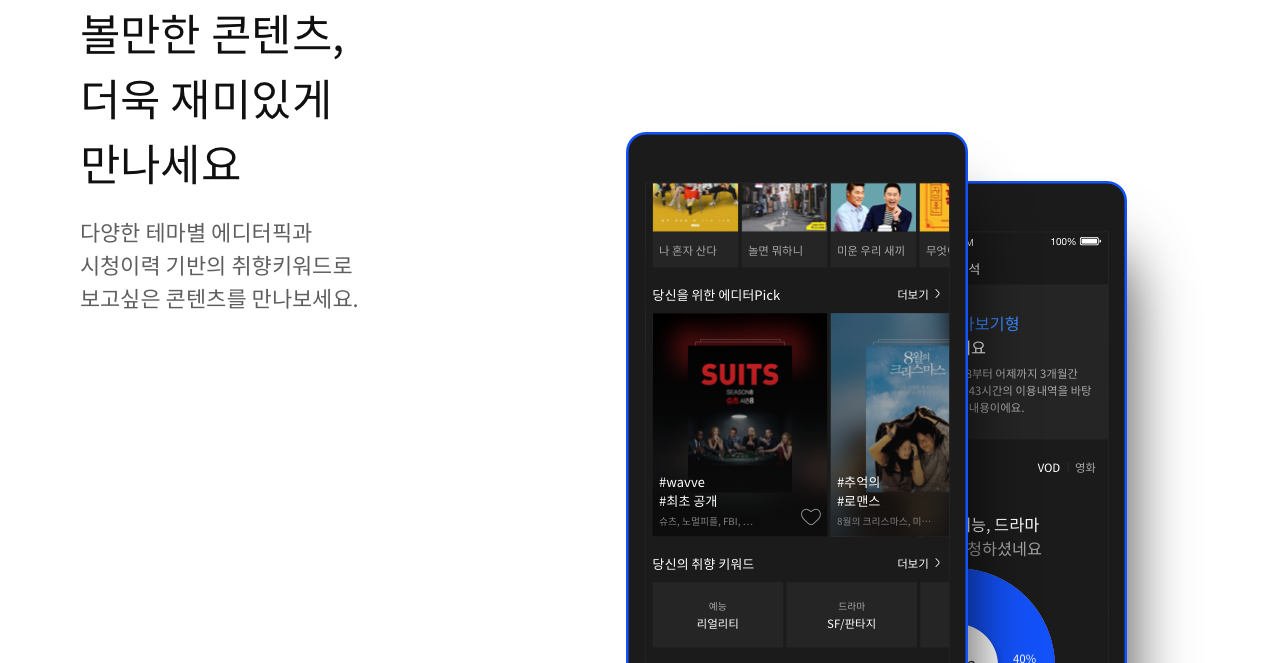 볼만한 콘텐츠,
더욱 재미있게
만나세요
다양한 테마별 에디터픽과
시청이력 기반의 취향키워드로
보고싶은 콘텐츠를 만나보세요.
나 혼자 산다
놀면 뭐하니
미운 우리 새끼
무엇이
당신을 위한 에디터Pick
더보기
SUITS
SEASON8
슈츠 시즌8
#wavve
#최초 공개
슈츠, 노멀피플, FBI, …
8월의
크리스마스
#추억의
#로맨스
8월의 크리스마스, 미…
당신의 취향 키워드
더보기
예능
리얼리티
드라마
SF/판타지
M
100%
석
보기형
요
부터 어제까지 3개월간
43시간의 이용내역을 바탕
내용이에요.
VOD
영화
능, 드라마
청하셨네요
40%